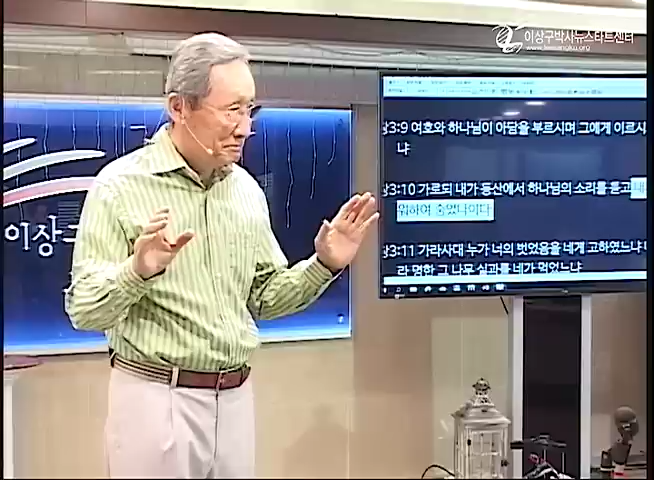 이상구박사뉴스타트센터
www.leesangku.org
3:9 여호와 하나님이 아담을 부르시며 그에게 이르시
냐
3:10 가로되 내가 동산에서 하나님의 소리를 듣고 내
워하여 숨었나이다
3:11 가라사대 누가 너의 벗었음을 네게 고하였느냐
라 명한 그 나무 실과를 네가 먹었느냐
이상